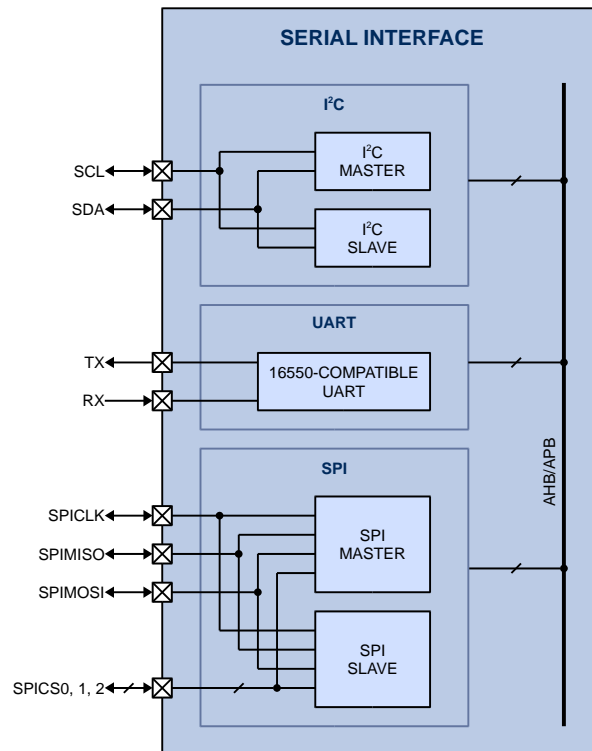 SERIAL INTERFACE
I²C
I²C
MASTER
SCL
SDA
I²C
SLAVE
UART
TX
16550-COMPATIBLE
UART
RX
AHB/APB
SPI
SPICLK
SPI
MASTER
SPIMISO
SPIMOSI
SPI
SLAVE
SPICS0, 1, 2